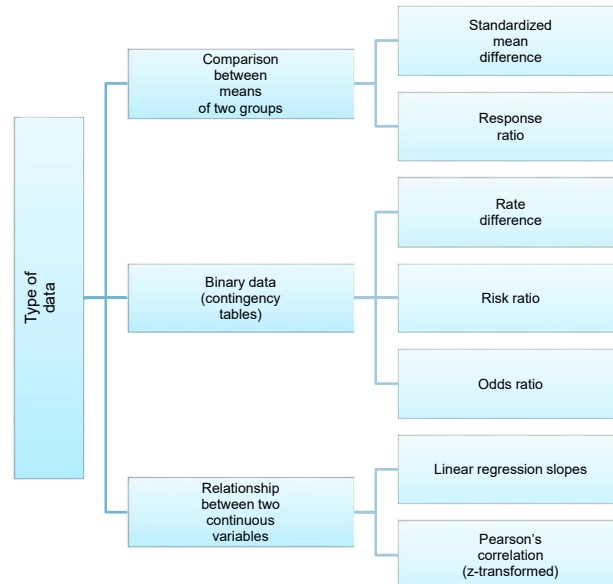 Type of
data
Comparison
between
means
of two groups
Standardized
mean
difference
Response
ratio
Binary data
(contingency
tables)
Rate
difference
Risk ratio
Odds ratio
Relationship
between two
continuous
variables
Linear regression slopes
Pearson's
correlation
(z-transformed)